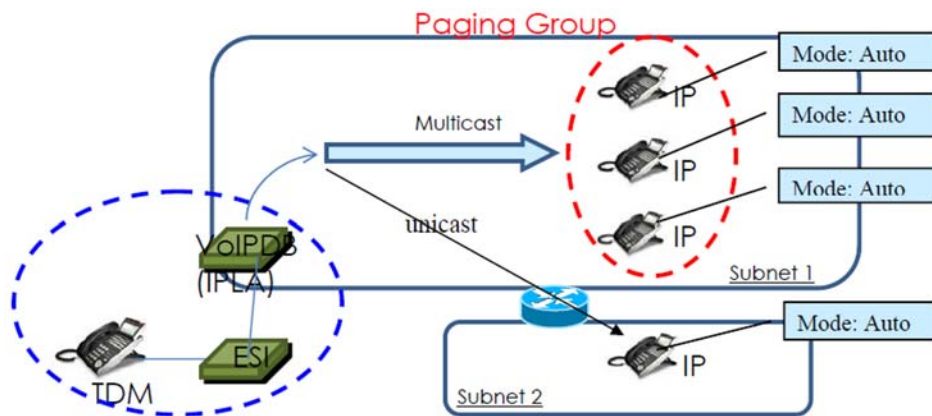 Paging Group
Mode: Auto
IP
Multicast
Mode: Auto
IP
Mode: Auto
unicast
IP
VoIPDB
(IPLA)
Subnet 1
Mode: Auto
ESI
IP
TDM
Subnet 2